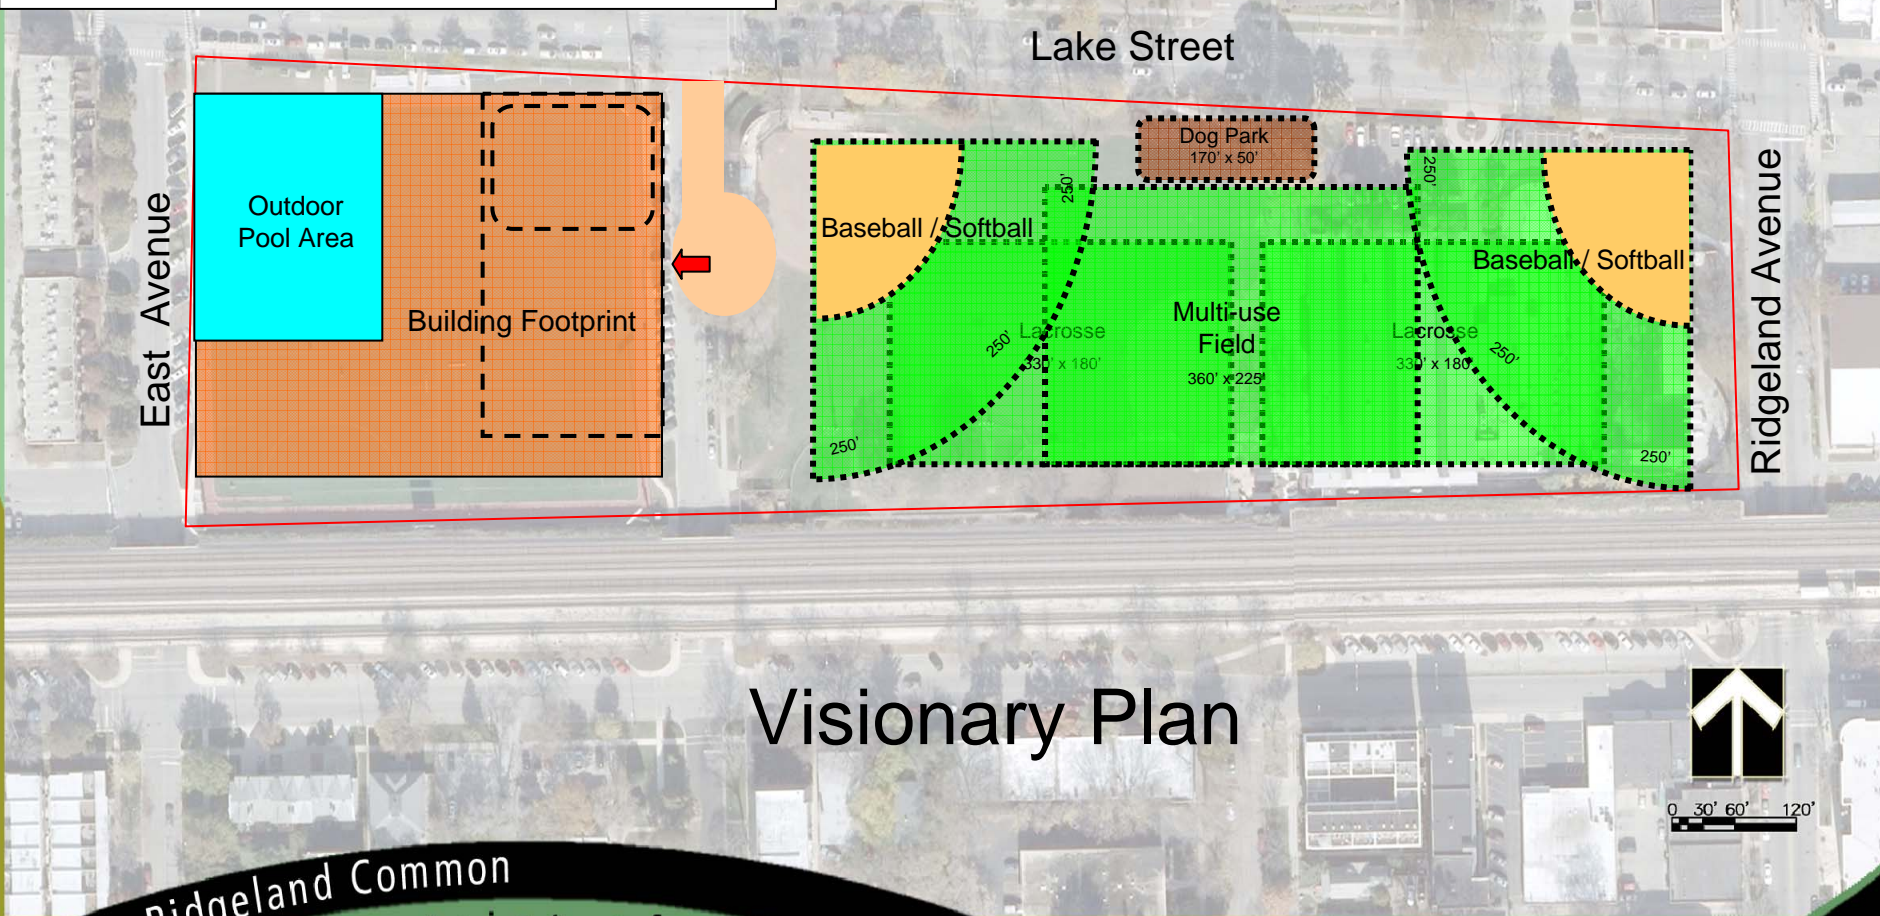 Lake Street
Dog Park
170' x 50'
250'
250'
East Avenue
Outdoor
Pool Area
Baseball / Softball
Baseball / Softball
Ridgeland Avenue
Building Footprint
Multi-use
Field
360' x 225'
Lacrosse
330' x 180'
Lacrosse
330' x 180'
250'
250'
250'
250'
Visionary Plan
0 30' 60' 120'
Ridgeland Common